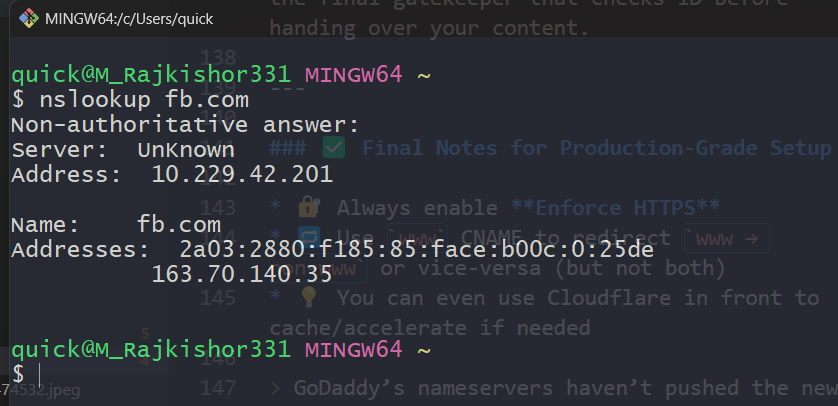 the final gatekeeper that checks ID before
handing over your content.
MINGW64:/c/Users/quick
138
139 ---
140
quick@M_Rajkishor331 MINGW64 ~
$ nslookup fb.com
Non-authoritative answer:
Server:  UnKnown
Address:  10.229.42.201
Name:    fb.com
Addresses:  2a03:2880:f185:85:face:b00c:0:25de
163.70.140.35
quick@M_Rajkishor331 MINGW64 ~
$
### ✅ Final Notes for Production-Grade Setup
143 * 🔐 Always enable **Enforce HTTPS**
* 🔁 Use `www` CNAME to redirect `www →
www` or vice-versa (but not both)
145 * 💡 You can even use Cloudflare in front to
cache/accelerate if needed
146
147 > GoDaddy’s nameservers haven’t pushed the new
474532.jpeg